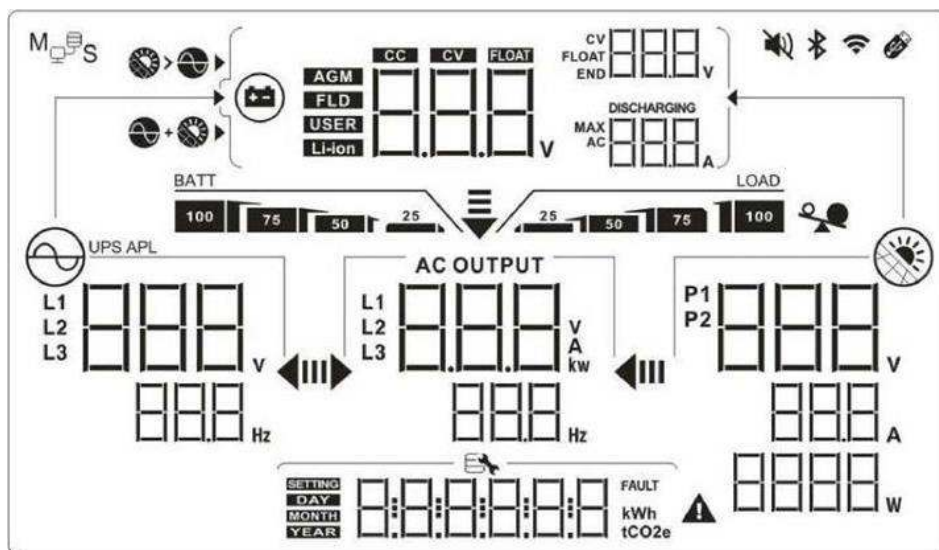 M S
CC CV FLOAT
AGM
FLD
USER
Li-ion
V
CV
FLOAT
END
V
DISCHARGING
MAX
AC
A
BATT
LOAD
100 75 50 25
25 50 75 100
UPS APL
AC OUTPUT
L1
L2
L3
V
Hz
L1
L2
L3
V
A
kw
Hz
P1
P2
V
A
W
SETTING
DAY
MONTH
YEAR
FAULT
kWh
tCO2e